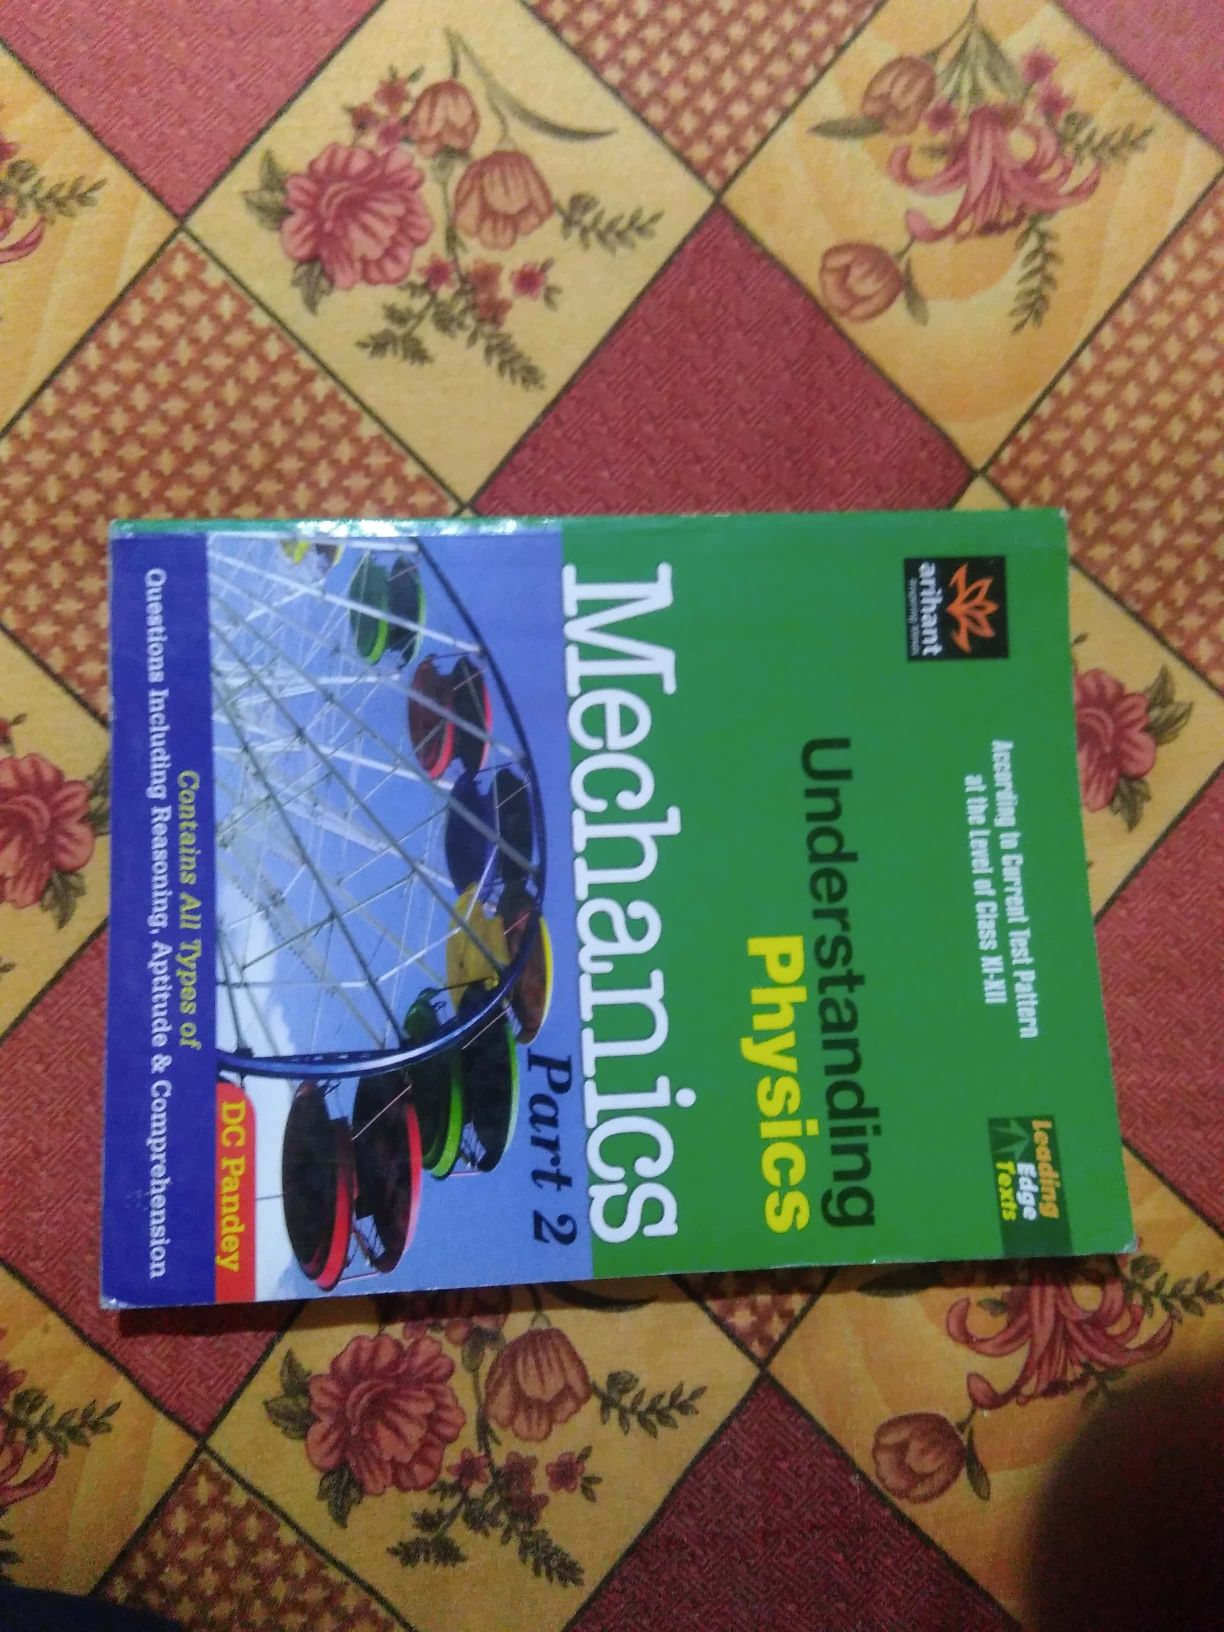 arihant
According to Current Test Pattern
at the Level of Class XI-XII
Leading
Edge
Texts
Understanding
Physics
Mechanics
Part 2
DC Pandey
Contains All Types of
Questions Including Reasoning, Aptitude & Comprehension